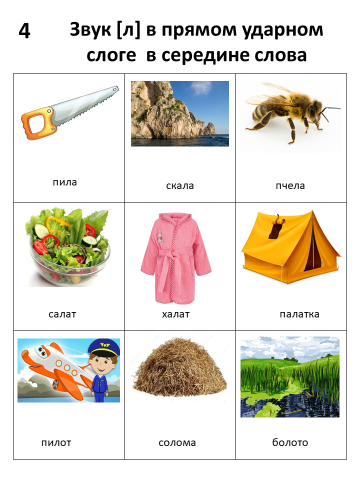 4 Звук [л] в прямом ударном
слоге в середине слова
пила скала пчела
салат халат палатка
пилот солома болото